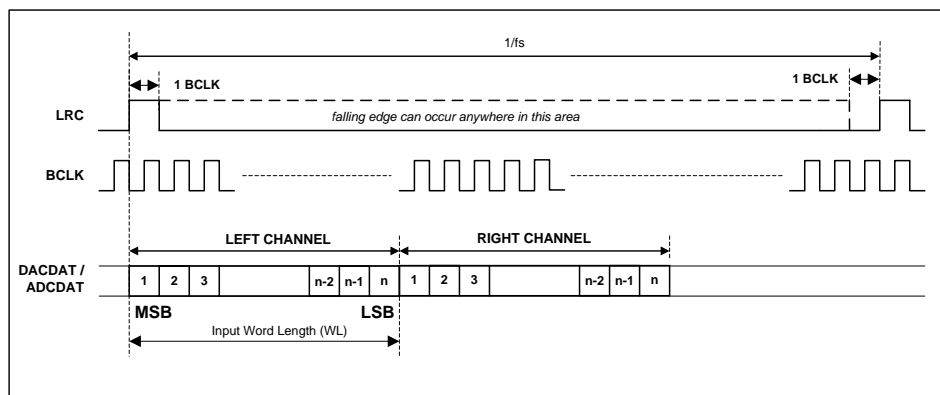 1/fs
1 BCLK
1 BCLK
LRC
falling edge can occur anywhere in this area
BCLK
LEFT CHANNEL
RIGHT CHANNEL
DACDAT /
ADCDAT
1 2 3 n-2 n-1 n 1 2 3 n-2 n-1 n
MSB LSB
Input Word Length (WL)